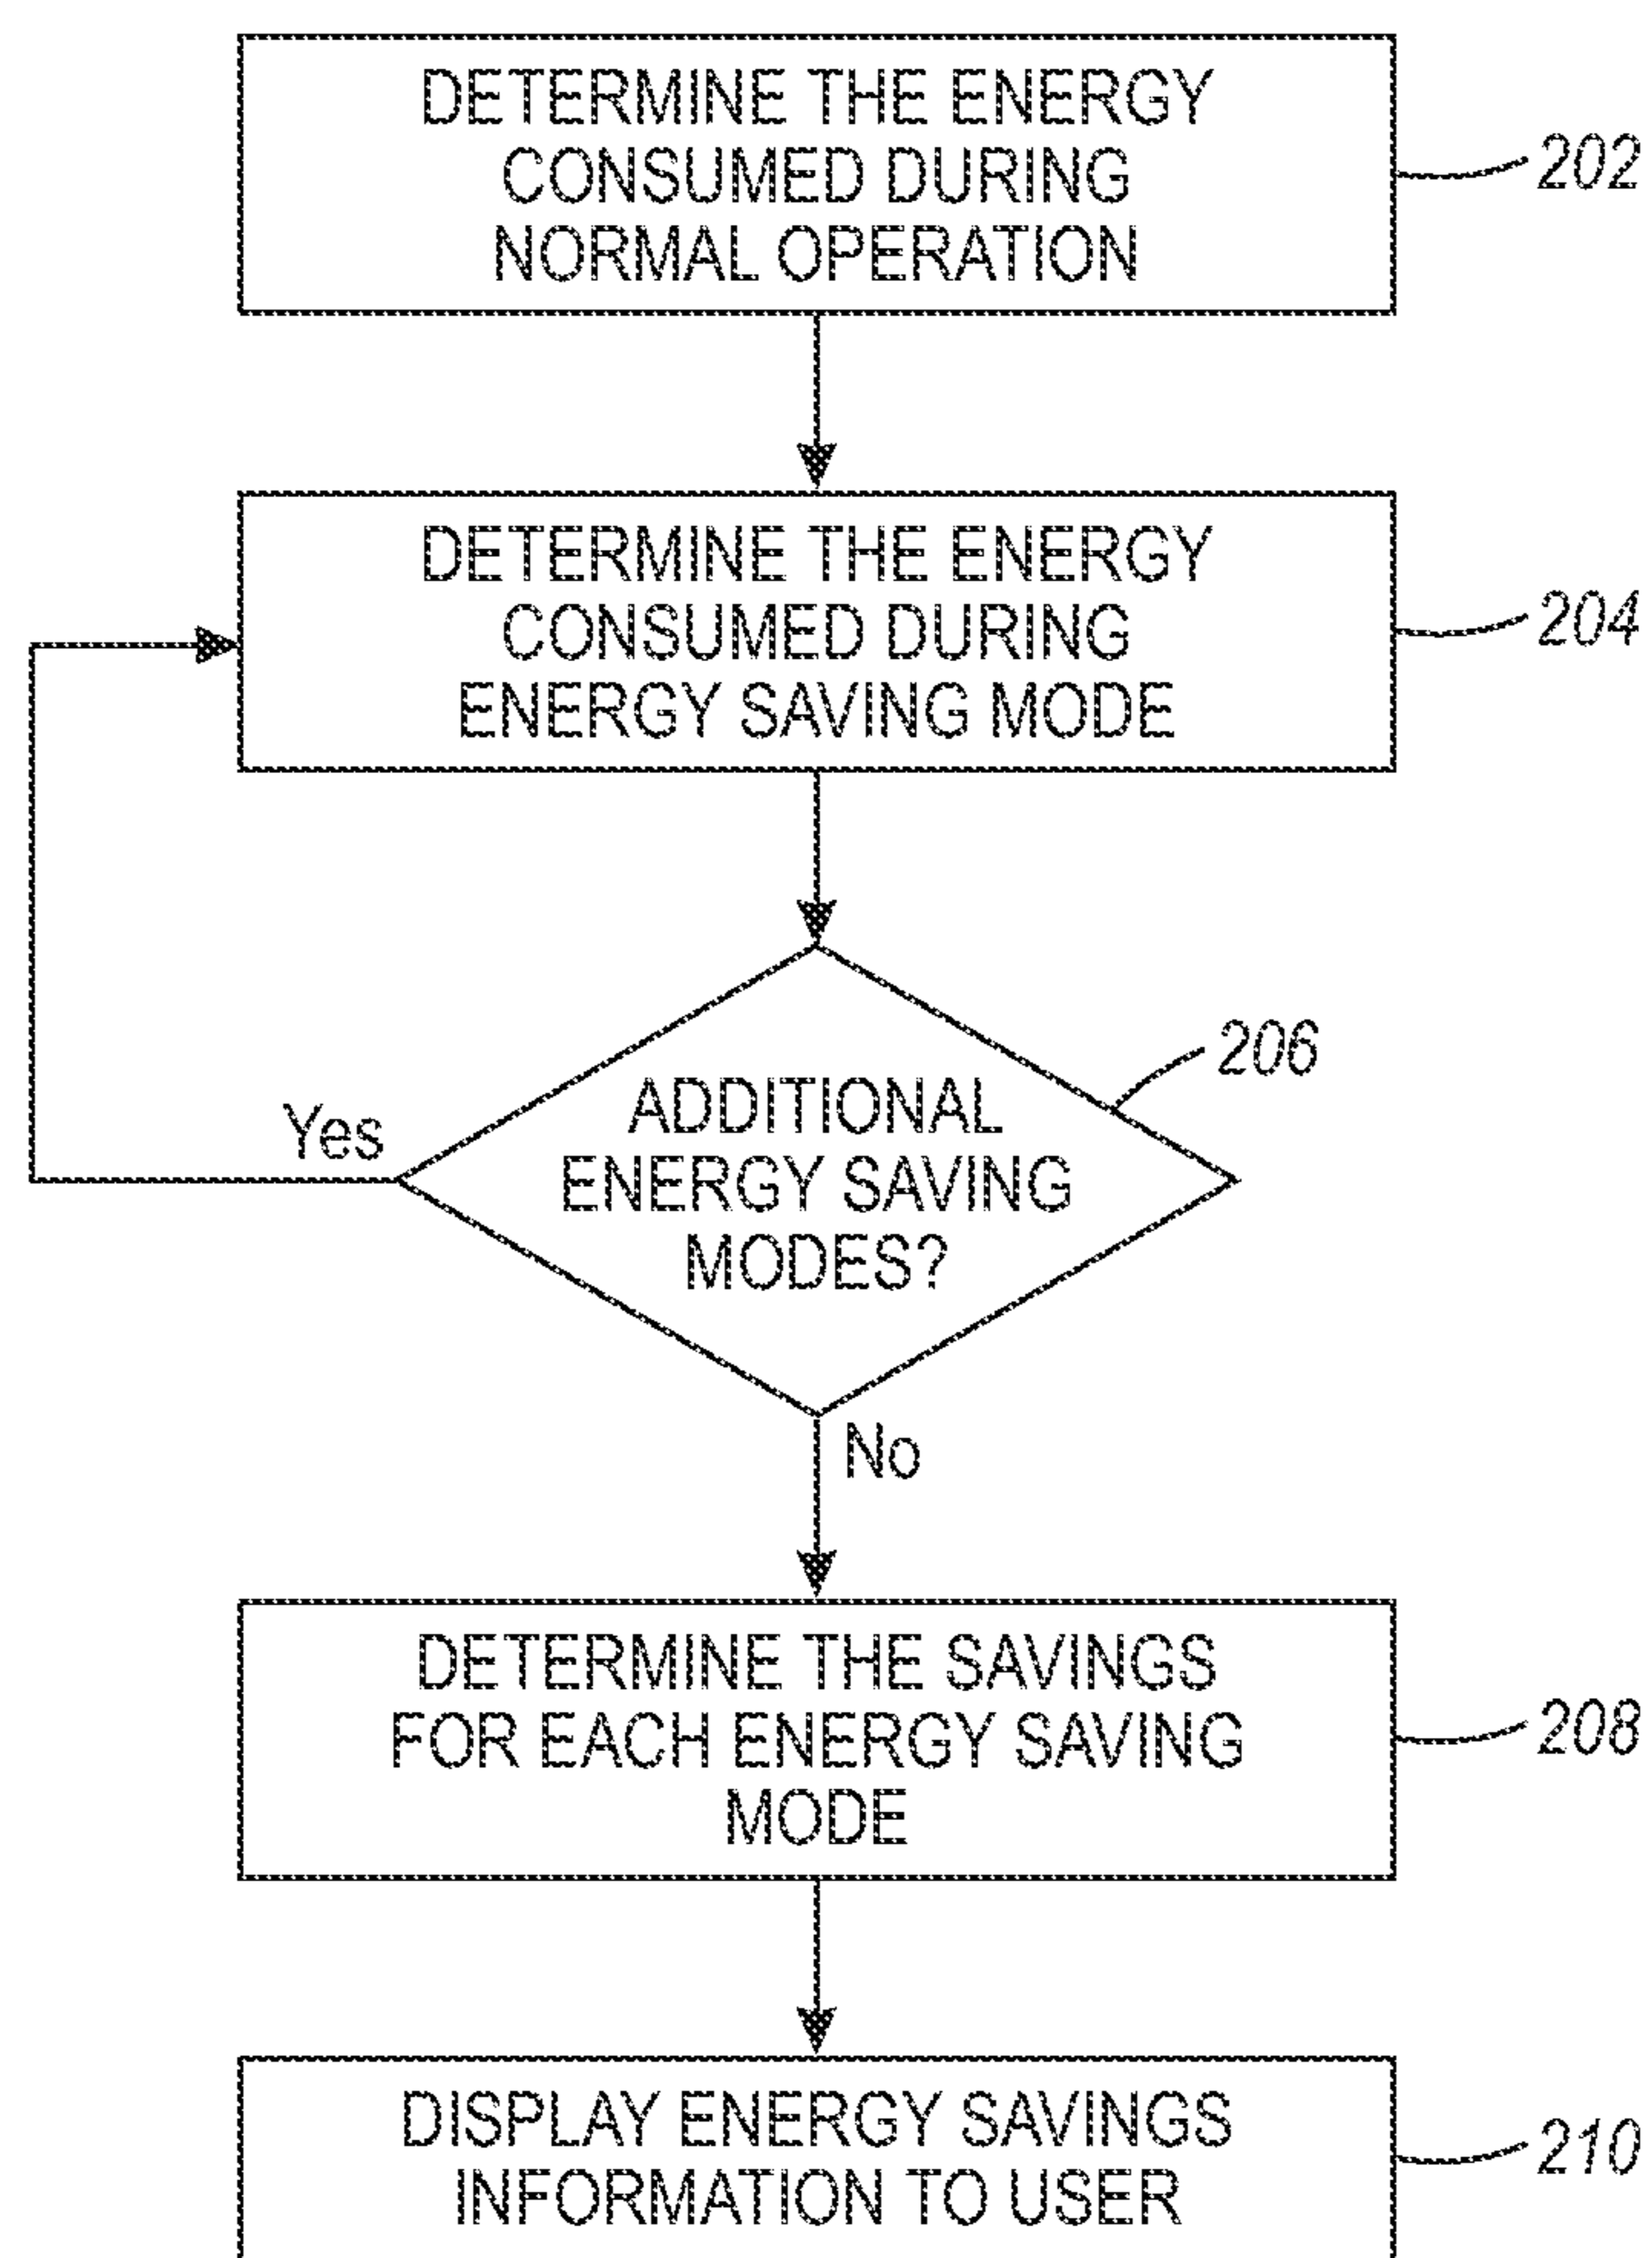 DETERMINE THE ENERGY
CONSUMED DURING
NORMAL OPERATION
202
DETERMINE THE ENERGY
CONSUMED DURING
ENERGY SAVING MODE
204
206
ADDITIONAL
ENERGY SAVING
MODES?
Yes
No
DETERMINE THE SAVINGS
FOR EACH ENERGY SAVING
MODE
208
DISPLAY ENERGY SAVINGS
INFORMATION TO USER
210